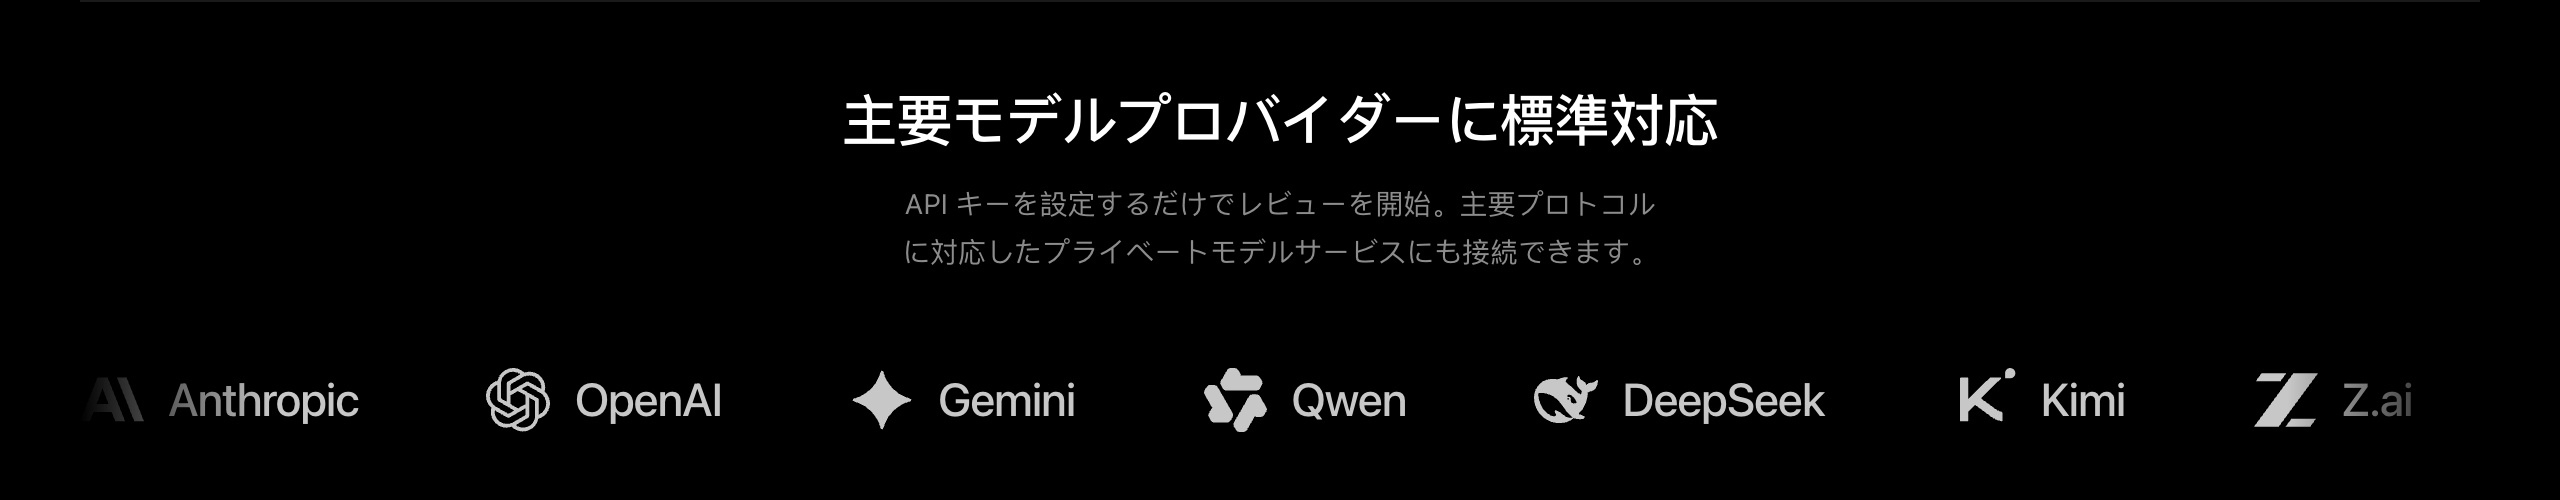 主要モデルプロバイダーに標準対応
API キーを設定するだけでレビューを開始。主要プロトコル
に対応したプライベートモデルサービスにも接続できます。
Anthropic OpenAI Gemini Qwen DeepSeek Kimi Z.ai